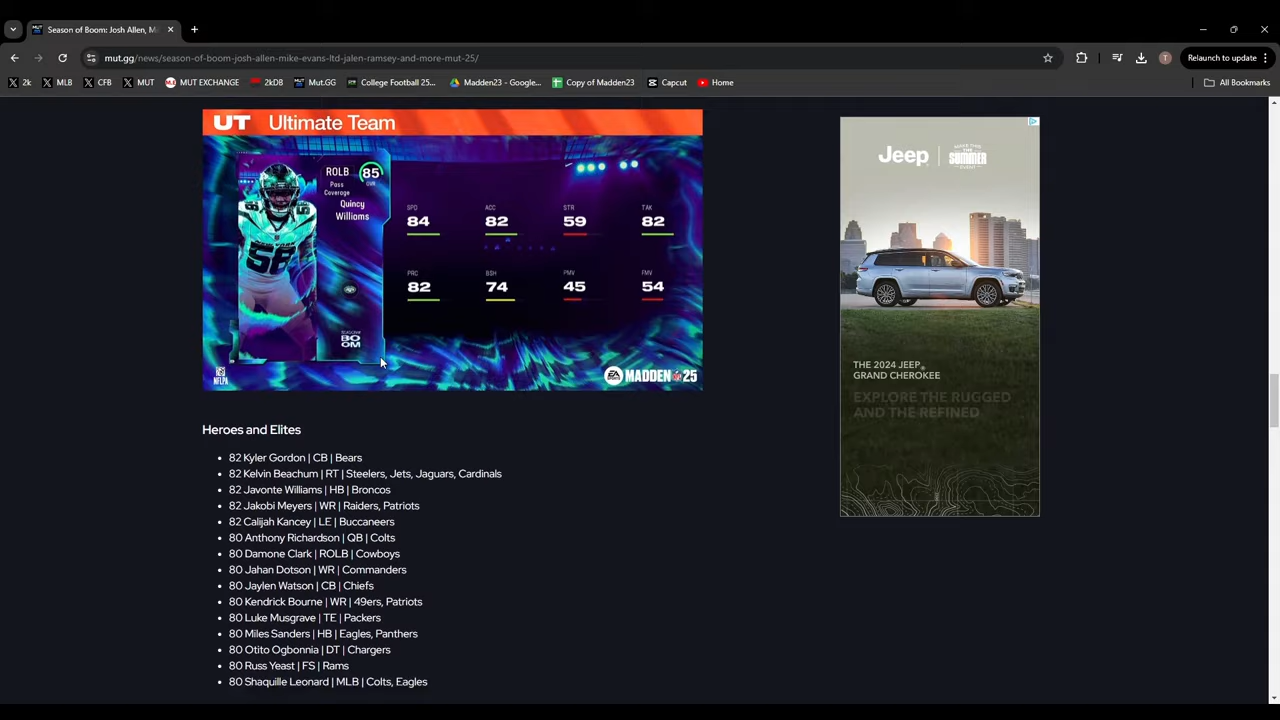 Season of Boom: Josh Allen, M
mut.gg/news/season-of-boom-josh-allen-mike-evans-ltd-jalen-ramsey-and-more-mut-25/
T
Relaunch to update
2k
MLB
CFB
MUT
MUT EXCHANGE
2kDB
Mut.GG
College Football 25...
Madden23 - Google...
Copy of Madden23
Capcut
Home
All Bookmarks
UT Ultimate Team
ROLB 85
OVR
Pass
Coverage
Quincy
Williams
56
BO
OM
SPD ACC STR TAK
84 82 59 82
PRC BSH PMV FMV
82 74 45 54
NFLPA
EA SPORTS MADDEN 25
Jeep
THE 2024 JEEP®
GRAND CHEROKEE
EXPLORE THE RUGGED
AND THE REFINED
Heroes and Elites
82 Kyler Gordon | CB | Bears
82 Kelvin Beachum | RT | Steelers, Jets, Jaguars, Cardinals
82 Javonte Williams | HB | Broncos
82 Jakobi Meyers | WR | Raiders, Patriots
82 Calijah Kancey | LE | Buccaneers
80 Anthony Richardson | QB | Colts
80 Damone Clark | ROLB | Cowboys
80 Jahan Dotson | WR | Commanders
80 Jaylen Watson | CB | Chiefs
80 Kendrick Bourne | WR | 49ers, Patriots
80 Luke Musgrave | TE | Packers
80 Miles Sanders | HB | Eagles, Panthers
80 Otito Ogbonnia | DT | Chargers
80 Russ Yeast | FS | Rams
80 Shaquille Leonard | MLB | Colts, Eagles